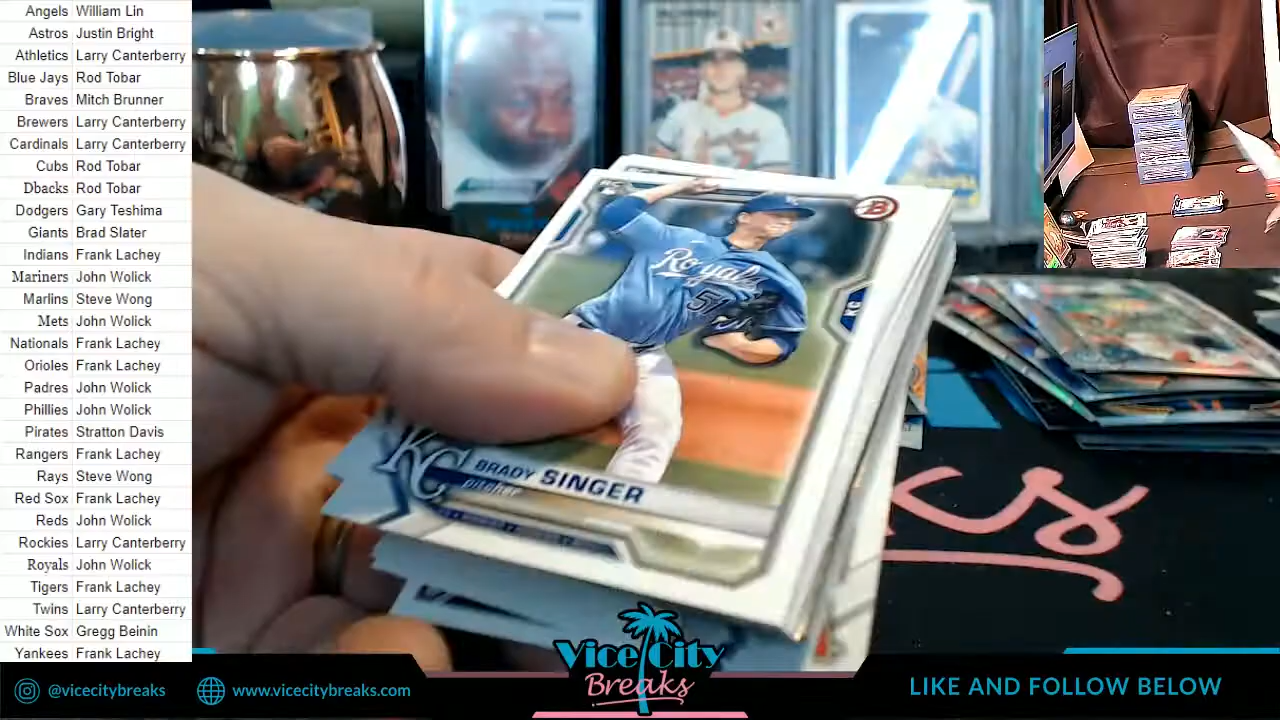 Angels William Lin
Astros Justin Bright
Athletics Larry Canterberry
Blue Jays Rod Tobar
Braves Mitch Brunner
Brewers Larry Canterberry
Cardinals Larry Canterberry
Cubs Rod Tobar
Dbacks Rod Tobar
Dodgers Gary Teshima
Giants Brad Slater
Indians Frank Lachey
Mariners John Wolick
Marlins Steve Wong
Mets John Wolick
Nationals Frank Lachey
Orioles Frank Lachey
Padres John Wolick
Phillies John Wolick
Pirates Stratton Davis
Rangers Frank Lachey
Rays Steve Wong
Red Sox Frank Lachey
Reds John Wolick
Rockies Larry Canterberry
Royals John Wolick
Tigers Frank Lachey
Twins Larry Canterberry
White Sox Gregg Beinin
Yankees Frank Lachey
B
Royals
51
KC
KC
BRADY SINGER
pitcher
Vice City
Breaks
@vicecitybreaks
www.vicecitybreaks.com
LIKE AND FOLLOW BELOW